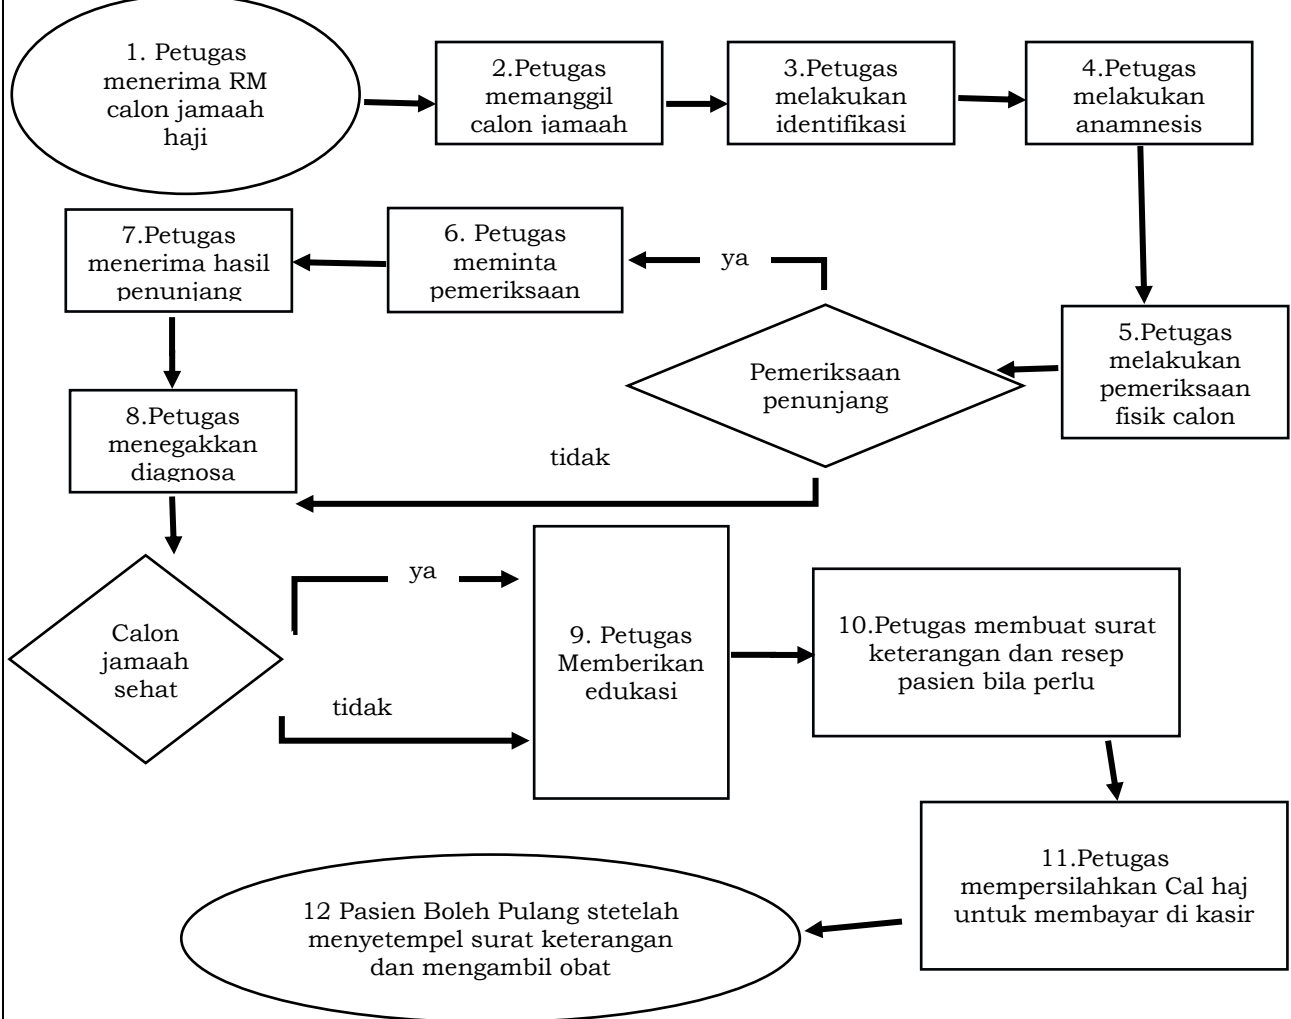 1. Petugas
menerima RM
calon jamaah
haji
2.Petugas
memanggil
calon jamaah
3.Petugas
melakukan
identifikasi
4.Petugas
melakukan
anamnesis
5.Petugas
melakukan
pemeriksaan
fisik calon
Pemeriksaan
penunjang
ya
6. Petugas
meminta
pemeriksaan
7.Petugas
menerima hasil
penunjang
tidak
8.Petugas
menegakkan
diagnosa
Calon
jamaah
sehat
ya
tidak
9. Petugas
Memberikan
edukasi
10.Petugas membuat surat
keterangan dan resep
pasien bila perlu
11.Petugas
mempersilahkan Cal haj
untuk membayar di kasir
12 Pasien Boleh Pulang stetelah
menyetempel surat keterangan
dan mengambil obat